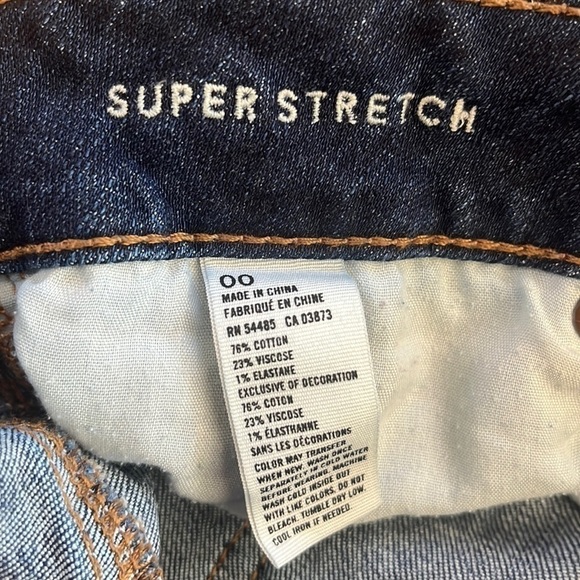 SUPER STRETCH
00
MADE IN CHINA
FABRIQUÉ EN CHINE
RN 54485 CA 03873
76% COTTON
23% VISCOSE
1% ELASTANE
EXCLUSIVE OF DECORATION
76% COTON
23% VISCOSE
1% ÉLASTHANNE
SANS LES DÉCORATIONS
COLOR MAY TRANSFER
WHEN NEW. WASH ONCE
SEPARATELY IN COLD WATER
BEFORE WEARING. MACHINE
WASH COLD INSIDE OUT
WITH LIKE COLORS. DO NOT
BLEACH. TUMBLE DRY LOW.
COOL IRON IF NEEDED.